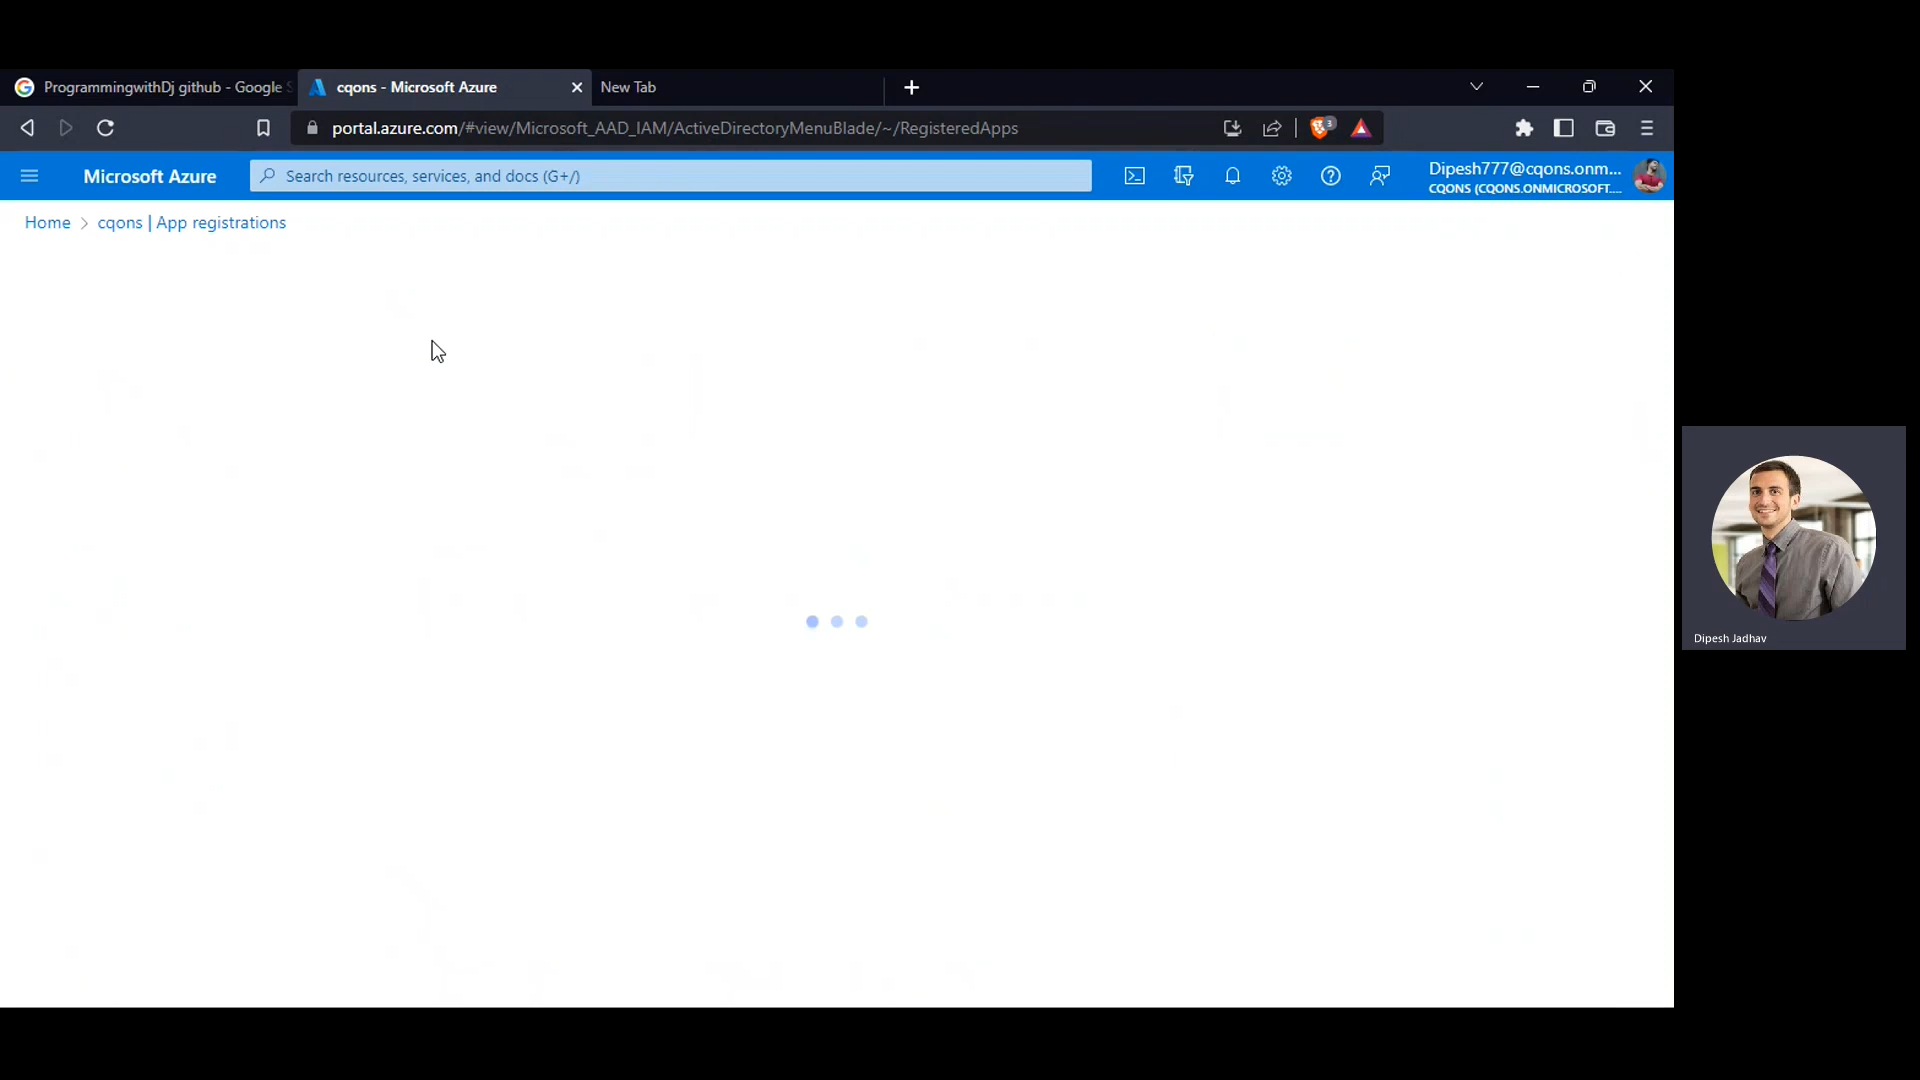 ProgrammingwithDj github - Google S
cqons - Microsoft Azure
New Tab
portal.azure.com/#view/Microsoft_AAD_IAM/ActiveDirectoryMenuBlade/~/RegisteredApps
3
Microsoft Azure
Search resources, services, and docs (G+/)
Dipesh777@cqons.onm...
CQONS (CQONS.ONMICROSOFT....
Home > cqons | App registrations
Dipesh Jadhav